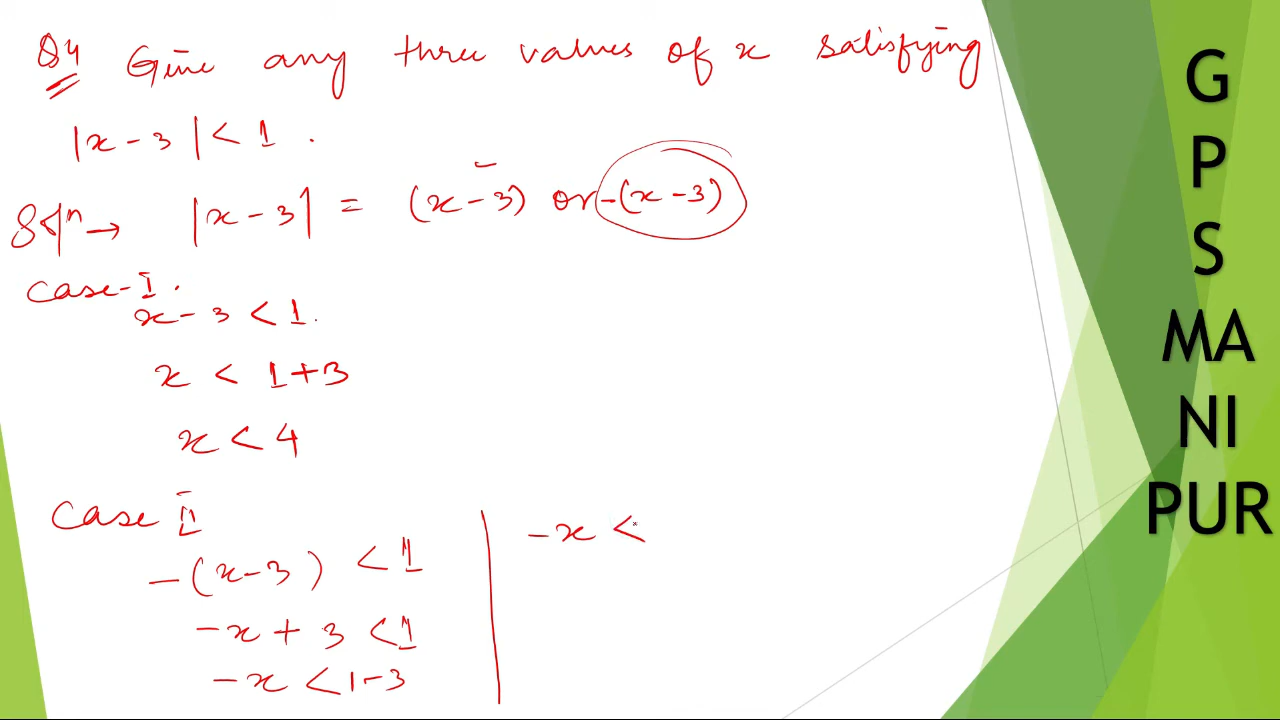 Q4 Give any three values of x satisfying
|x - 3| < 1 .
Solⁿ → |x - 3| = (x - 3) or -(x - 3)
Case - I .
x - 3 < 1 .
x < 1 + 3
x < 4
Case II
-(x - 3) < 1
-x + 3 < 1
-x < 1 - 3
-x <
G
P
S
MA
NI
PUR